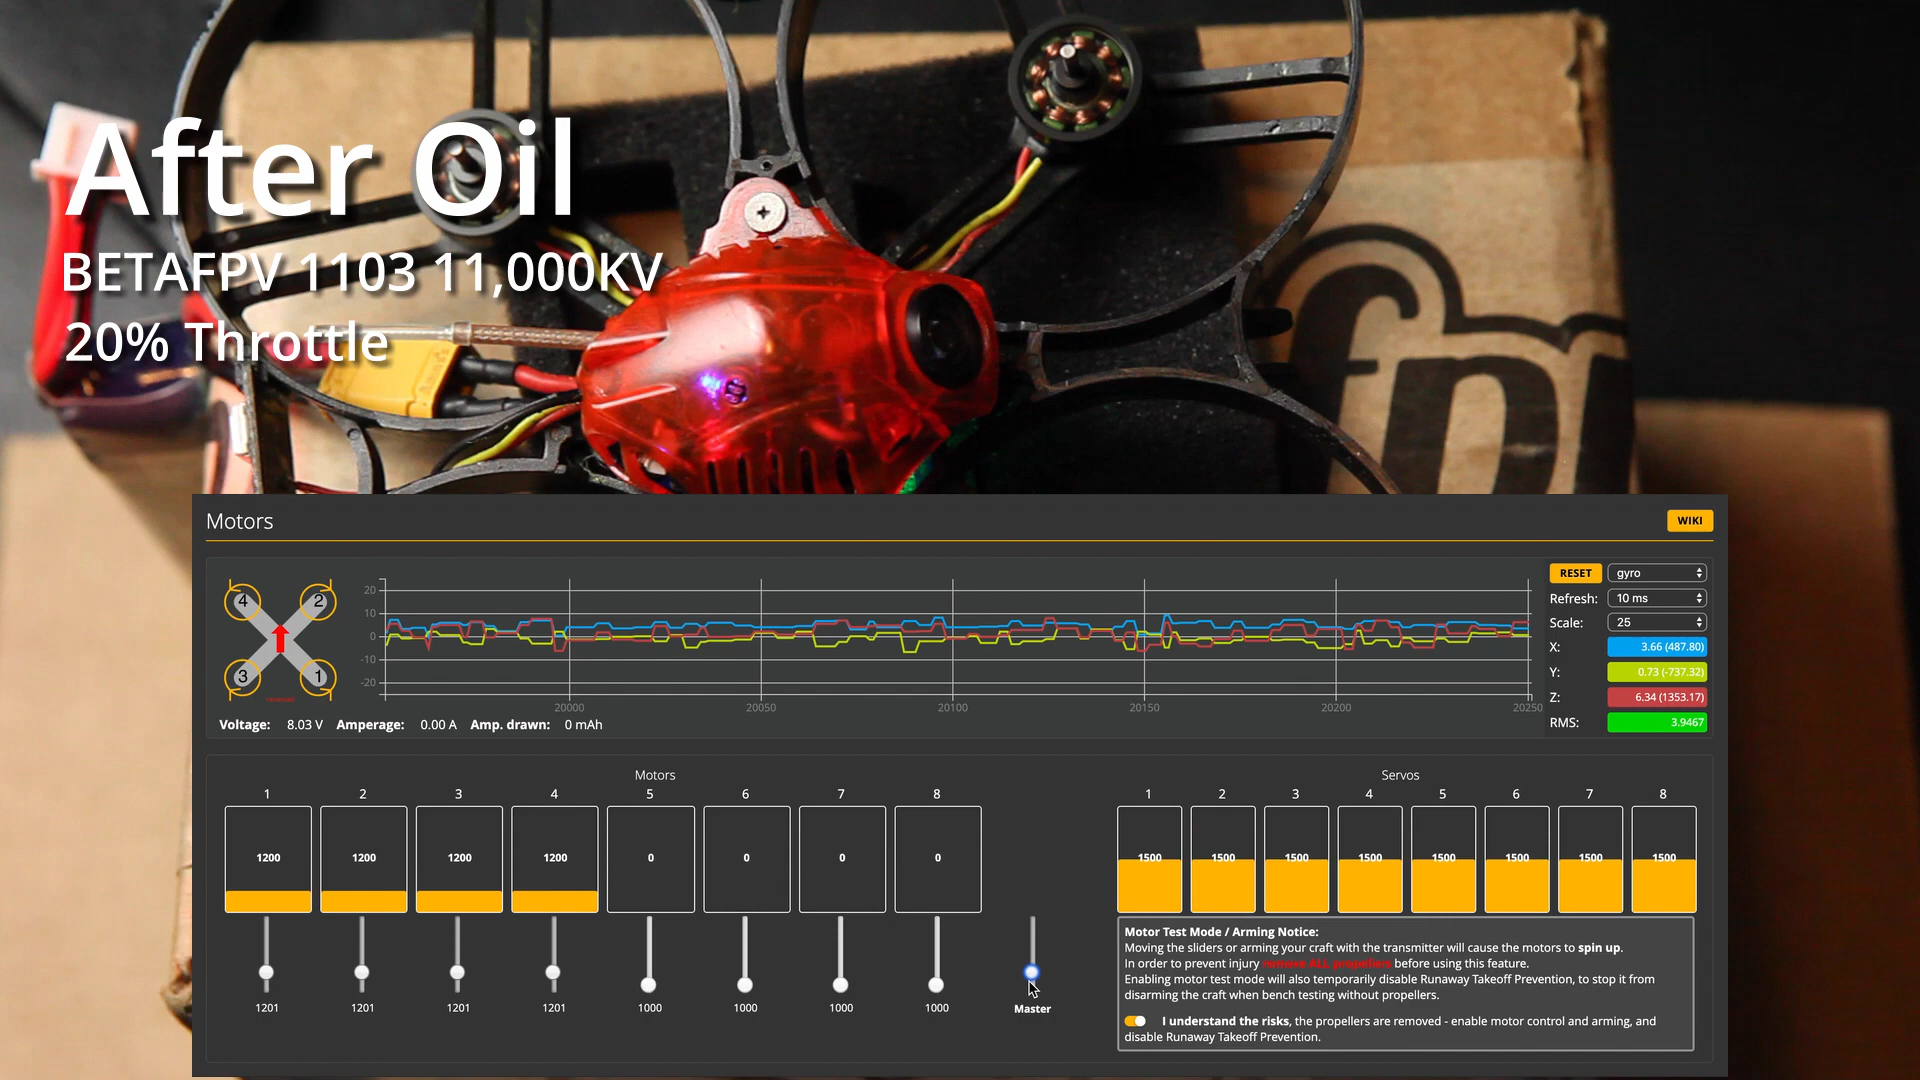 After Oil
BETAFPV 1103 11,000KV
20% Throttle
Motors
WIKI
4 2
3 1
20
10
0
-10
-20
20000 20050 20100 20150 20200 20250
RESET gyro
Refresh: 10 ms
Scale: 25
X: 3.66 (487.80)
Y: 0.73 (-737.32)
Z: 6.34 (1353.17)
RMS: 3.9467
Voltage: 8.03 V Amperage: 0.00 A Amp. drawn: 0 mAh
Motors
1 2 3 4 5 6 7 8
1200 1200 1200 1200 0 0 0 0
1201 1201 1201 1201 1000 1000 1000 1000 Master
Servos
1 2 3 4 5 6 7 8
1500 1500 1500 1500 1500 1500 1500 1500
Motor Test Mode / Arming Notice:
Moving the sliders or arming your craft with the transmitter will cause the motors to spin up.
In order to prevent injury remove ALL propellers before using this feature.
Enabling motor test mode will also temporarily disable Runaway Takeoff Prevention, to stop it from
disarming the craft when bench testing without propellers.
I understand the risks, the propellers are removed - enable motor control and arming, and
disable Runaway Takeoff Prevention.